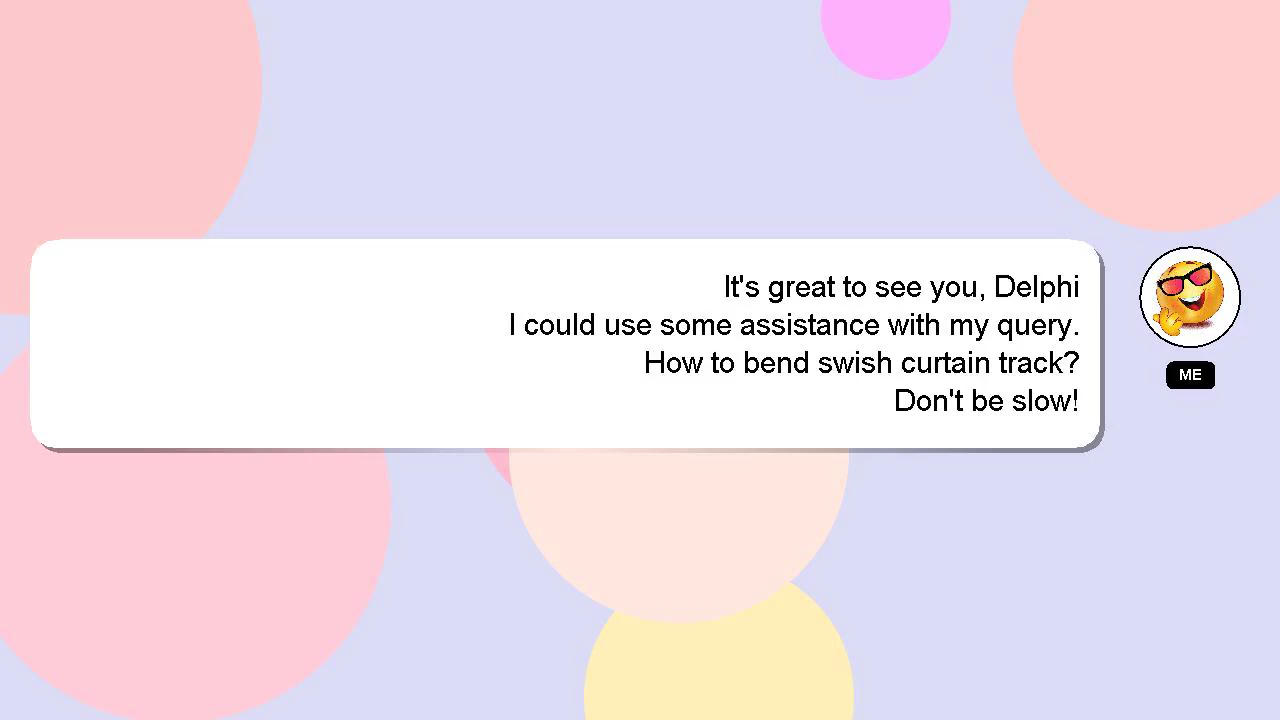 It's great to see you, Delphi
I could use some assistance with my query.
How to bend swish curtain track?
Don't be slow!
ME